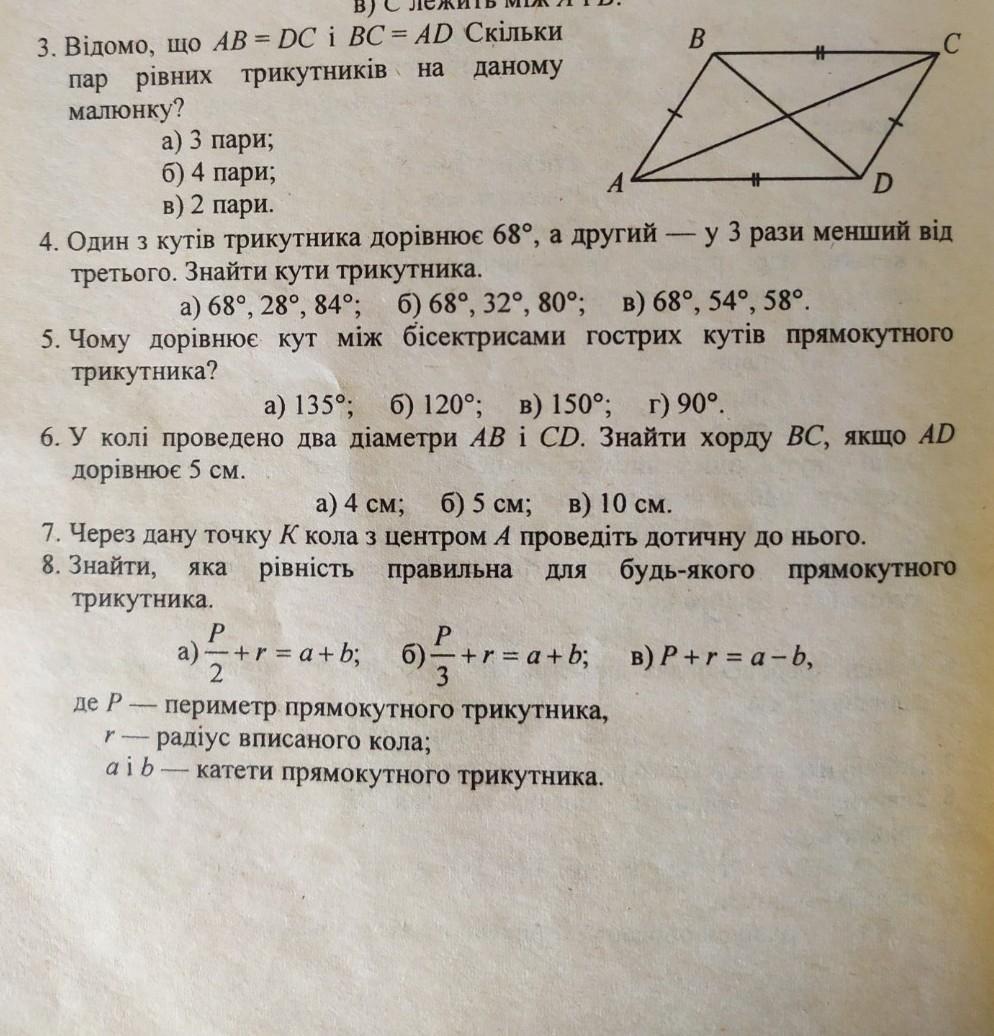 в) С лежить між А і D.
3. Відомо, що AB = DC і BC = AD Скільки
пар рівних трикутників на даному
малюнку?
а) 3 пари;
б) 4 пари;
в) 2 пари.
B
C
A
D
4. Один з кутів трикутника дорівнює 68°, а другий — у 3 рази менший від
третього. Знайти кути трикутника.
а) 68°, 28°, 84°; б) 68°, 32°, 80°; в) 68°, 54°, 58°.
5. Чому дорівнює кут між бісектрисами гострих кутів прямокутного
трикутника?
а) 135°; б) 120°; в) 150°; г) 90°.
6. У колі проведено два діаметри AB і CD. Знайти хорду BC, якщо AD
дорівнює 5 см.
а) 4 см; б) 5 см; в) 10 см.
7. Через дану точку K кола з центром A проведіть дотичну до нього.
8. Знайти, яка рівність правильна для будь-якого прямокутного
трикутника.
а) P/2 + r = a + b; б) P/3 + r = a + b; в) P + r = a – b,
де P — периметр прямокутного трикутника,
r — радіус вписаного кола;
a і b — катети прямокутного трикутника.